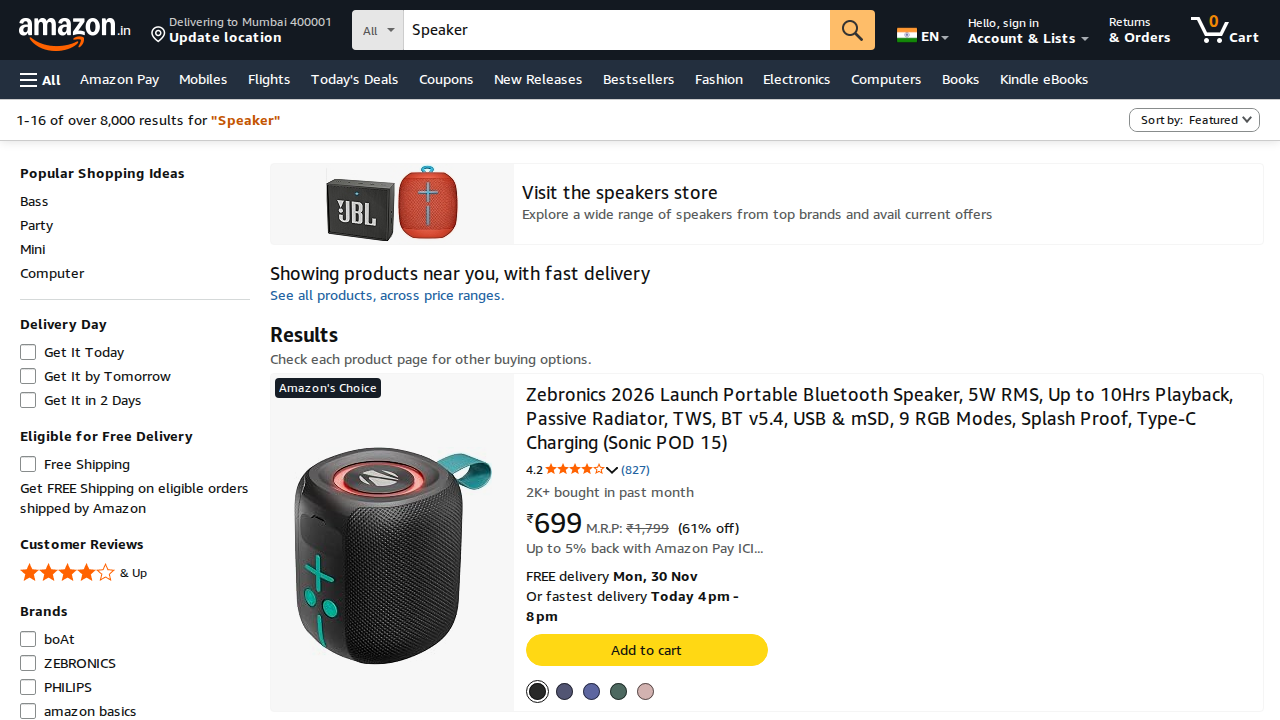 amazon.in
Delivering to Mumbai 400001
Update location
All
Speaker
EN
Hello, sign in
Account & Lists
Returns
& Orders
0
Cart
All
Amazon Pay
Mobiles
Flights
Today's Deals
Coupons
New Releases
Bestsellers
Fashion
Electronics
Computers
Books
Kindle eBooks
1-16 of over 8,000 results for "Speaker"
Sort by: Featured
Popular Shopping Ideas
Bass
Party
Mini
Computer
Delivery Day
Get It Today
Get It by Tomorrow
Get It in 2 Days
Eligible for Free Delivery
Free Shipping
Get FREE Shipping on eligible orders
shipped by Amazon
Customer Reviews
& Up
Brands
boAt
ZEBRONICS
PHILIPS
amazon basics
JBL
Visit the speakers store
Explore a wide range of speakers from top brands and avail current offers
Showing products near you, with fast delivery
See all products, across price ranges.
Results
Check each product page for other buying options.
Amazon's Choice
Zebronics 2026 Launch Portable Bluetooth Speaker, 5W RMS, Up to 10Hrs Playback,
Passive Radiator, TWS, BT v5.4, USB & mSD, 9 RGB Modes, Splash Proof, Type-C
Charging (Sonic POD 15)
4.2 (827)
2K+ bought in past month
₹699 M.R.P: ₹1,799 (61% off)
Up to 5% back with Amazon Pay ICI...
FREE delivery Mon, 30 Nov
Or fastest delivery Today 4 pm -
8 pm
Add to cart